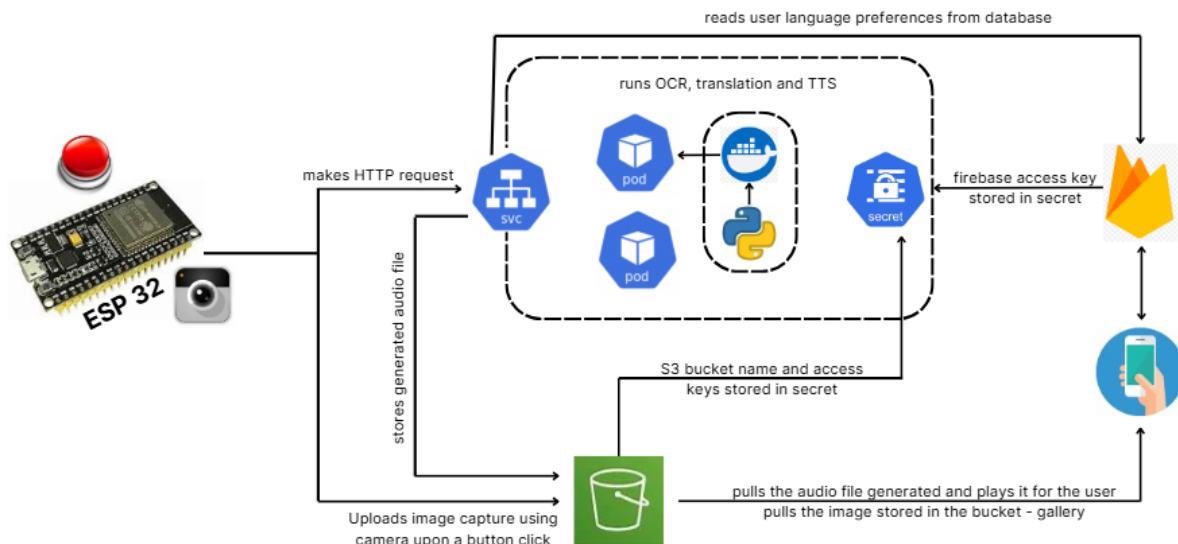 reads user language preferences from database
runs OCR, translation and TTS
pod
makes HTTP request
svc
secret
firebase access key
stored in secret
pod
ESP 32
stores generated audio file
S3 bucket name and access
keys stored in secret
pulls the audio file generated and plays it for the user
pulls the image stored in the bucket - gallery
Uploads image capture using
camera upon a button click